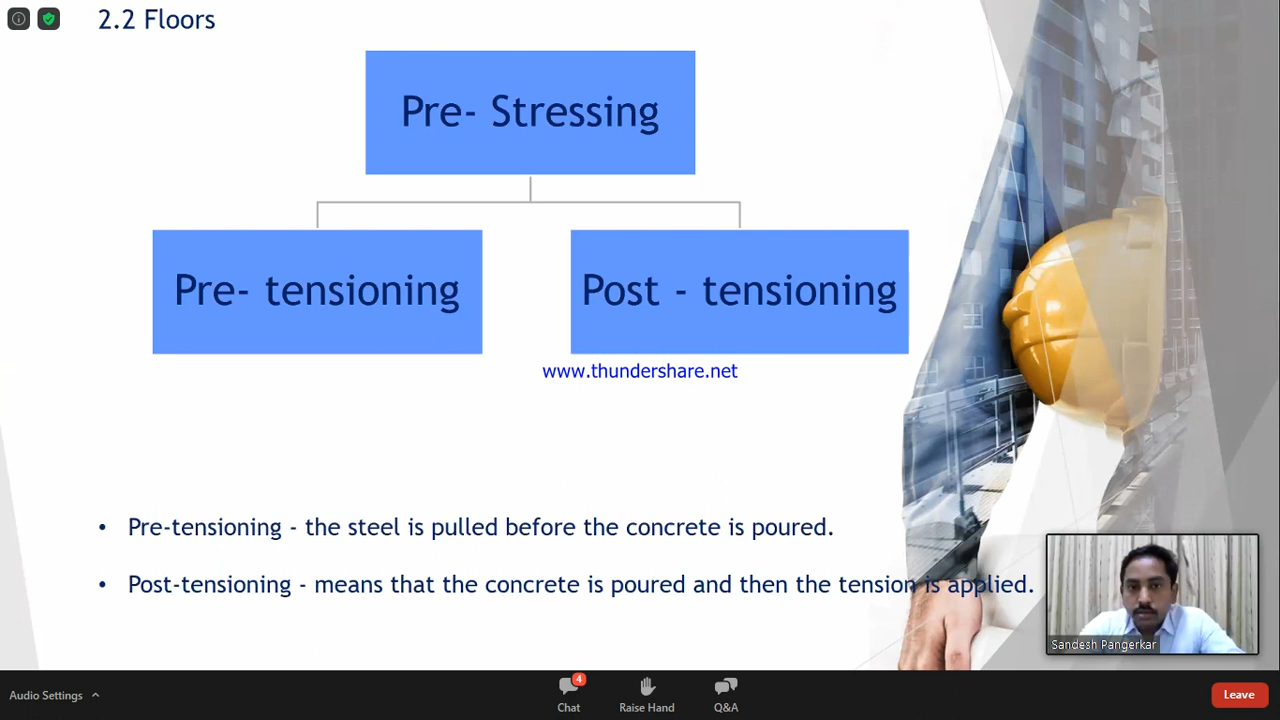 2.2 Floors
Pre- Stressing
Pre- tensioning
Post - tensioning
www.thundershare.net
• Pre-tensioning - the steel is pulled before the concrete is poured.
• Post-tensioning - means that the concrete is poured and then the tension is applied.
Sandesh Pangerkar
Audio Settings
4
Chat
Raise Hand
Q&A
Leave